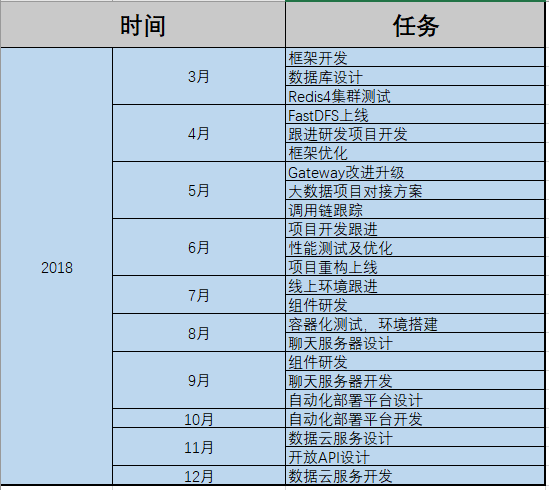 时间 任务
2018
3月
框架开发
数据库设计
Redis4集群测试
4月
FastDFS上线
跟进研发项目开发
框架优化
5月
Gateway改进升级
大数据项目对接方案
调用链跟踪
6月
项目开发跟进
性能测试及优化
项目重构上线
7月
线上环境跟进
组件研发
8月
容器化测试，环境搭建
聊天服务器设计
9月
组件研发
聊天服务器开发
自动化部署平台设计
10月
自动化部署平台开发
11月
数据云服务设计
开放API设计
12月
数据云服务开发